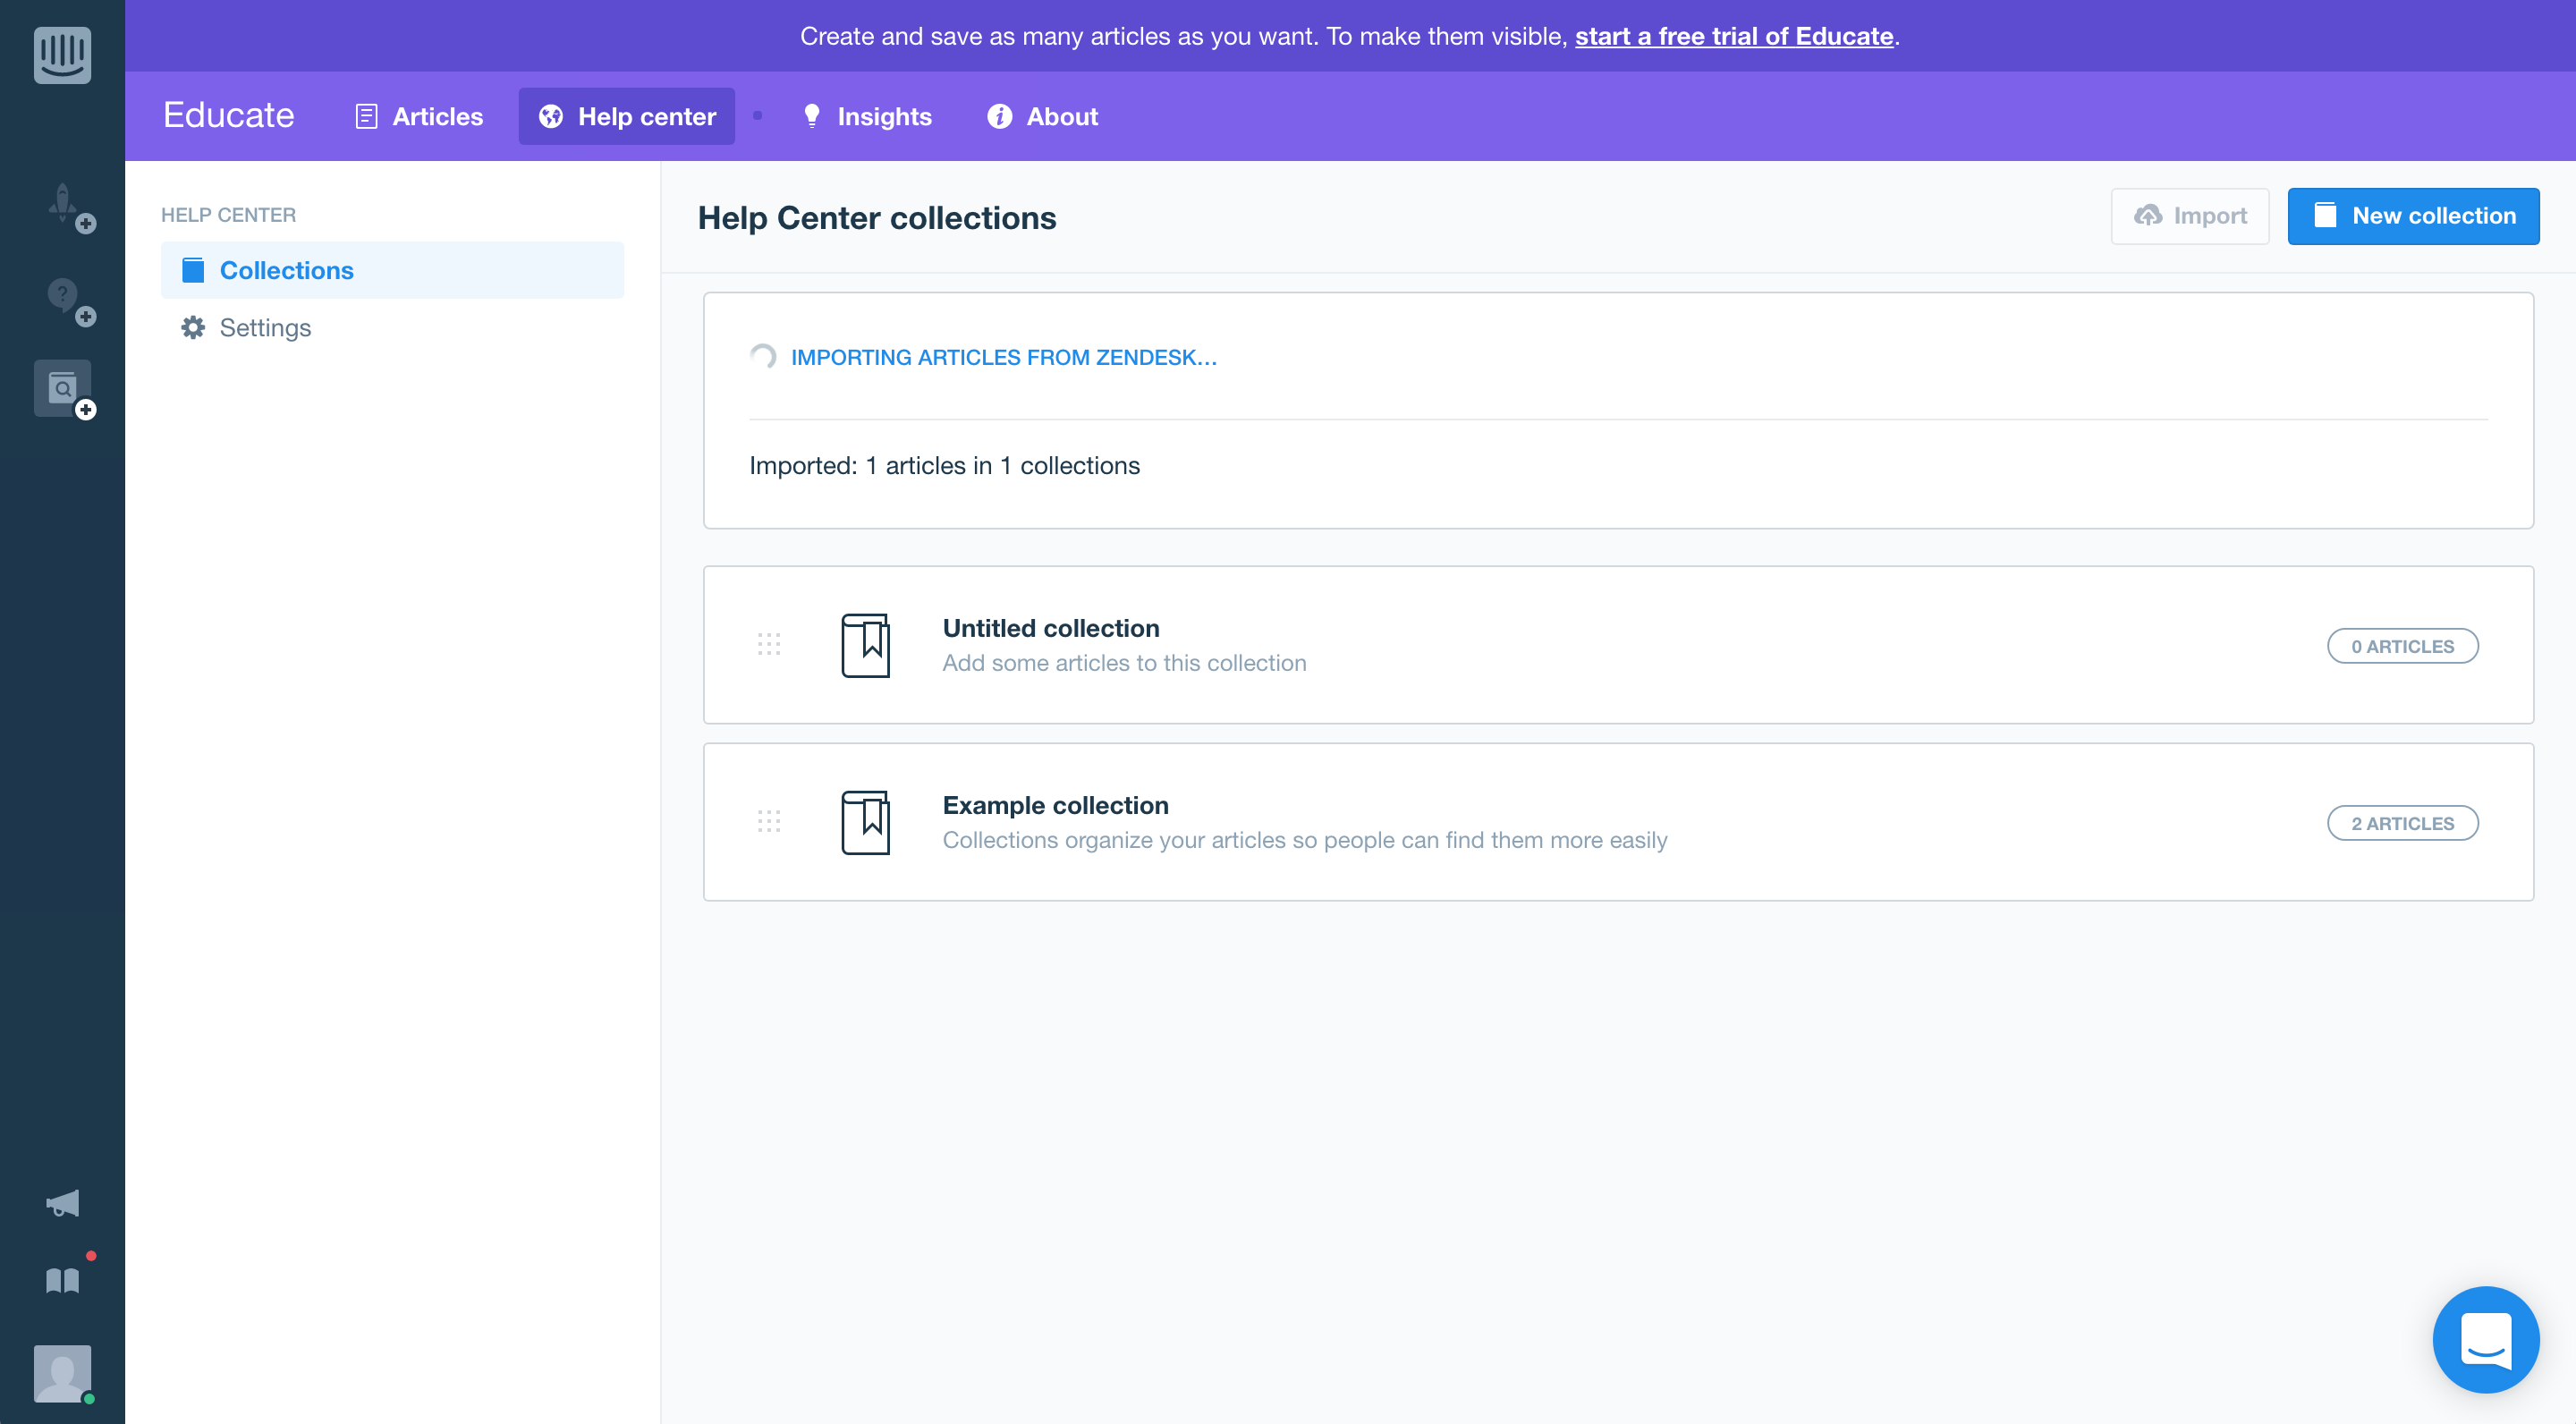 Create and save as many articles as you want. To make them visible, start a free trial of Educate.
Educate
Articles
Help center
Insights
About
HELP CENTER
Collections
Settings
Help Center collections
Import
New collection
IMPORTING ARTICLES FROM ZENDESK...
Imported: 1 articles in 1 collections
Untitled collection
Add some articles to this collection
0 ARTICLES
Example collection
Collections organize your articles so people can find them more easily
2 ARTICLES